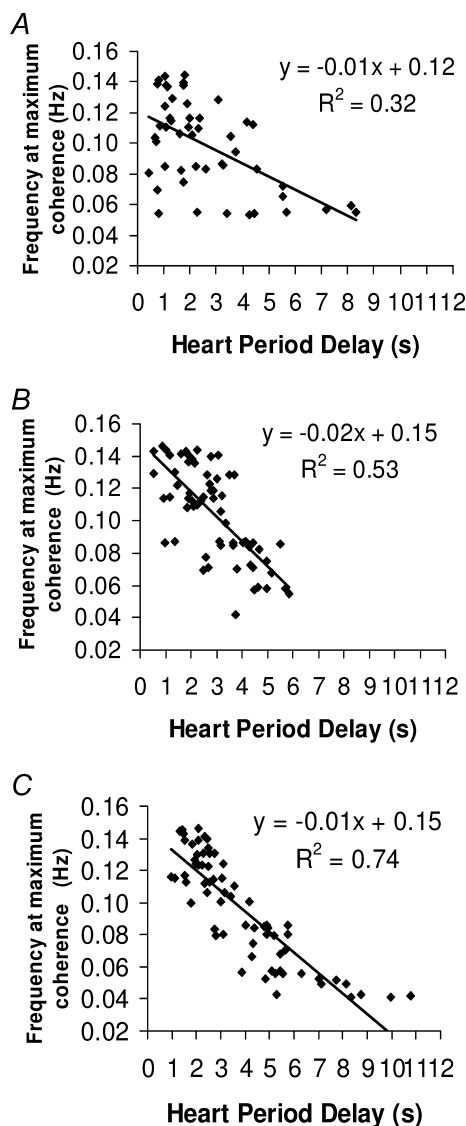 A
0.16
0.14
0.12
0.10
0.08
0.06
0.04
0.02
Frequency at maximum
coherence (Hz)
y = -0.01x + 0.12
R² = 0.32
0 1 2 3 4 5 6 7 8 9 10 11 12
Heart Period Delay (s)
B
0.16
0.14
0.12
0.10
0.08
0.06
0.04
0.02
Frequency at maximum
coherence (Hz)
y = -0.02x + 0.15
R² = 0.53
0 1 2 3 4 5 6 7 8 9 10 11 12
Heart Period Delay (s)
C
0.16
0.14
0.12
0.10
0.08
0.06
0.04
0.02
Frequency at maximum
coherence (Hz)
y = -0.01x + 0.15
R² = 0.74
0 1 2 3 4 5 6 7 8 9 10 11 12
Heart Period Delay (s)